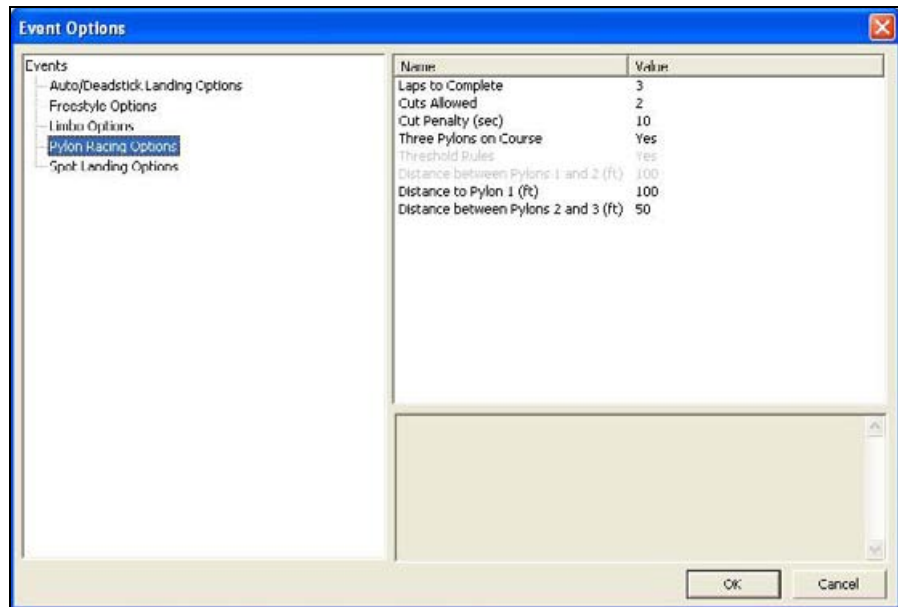 Event Options
Events
Auto/Deadstick Landing Options
Freestyle Options
Limbo Options
Pylon Racing Options
Spot Landing Options
Name Value
Laps to Complete 3
Cuts Allowed 2
Cut Penalty (sec) 10
Three Pylons on Course Yes
Threshold Rules Yes
Distance between Pylons 1 and 2 (ft) 100
Distance to Pylon 1 (ft) 100
Distance between Pylons 2 and 3 (ft) 50
OK Cancel